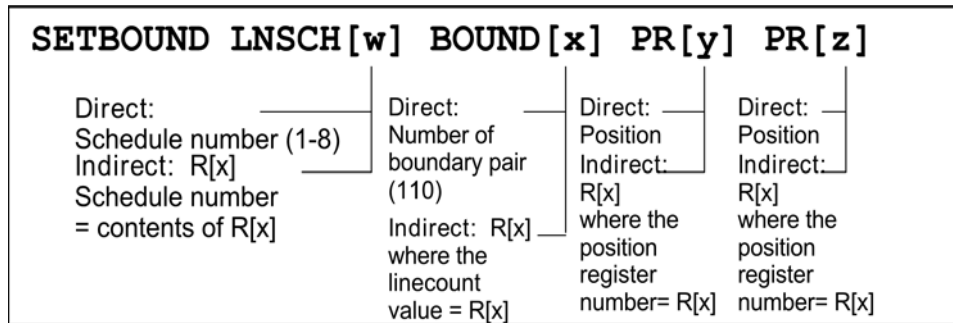 SETBOUND LNSCH[w] BOUND[x] PR[y] PR[z]
Direct:
Schedule number (1-8)
Indirect: R[x]
Schedule number
= contents of R[x]
Direct:
Number of
boundary pair
(110)
Indirect: R[x]
where the
linecount
value = R[x]
Direct:
Position
Indirect:
R[x]
where the
position
register
number= R[x]
Direct:
Position
Indirect:
R[x]
where the
position
register
number= R[x]